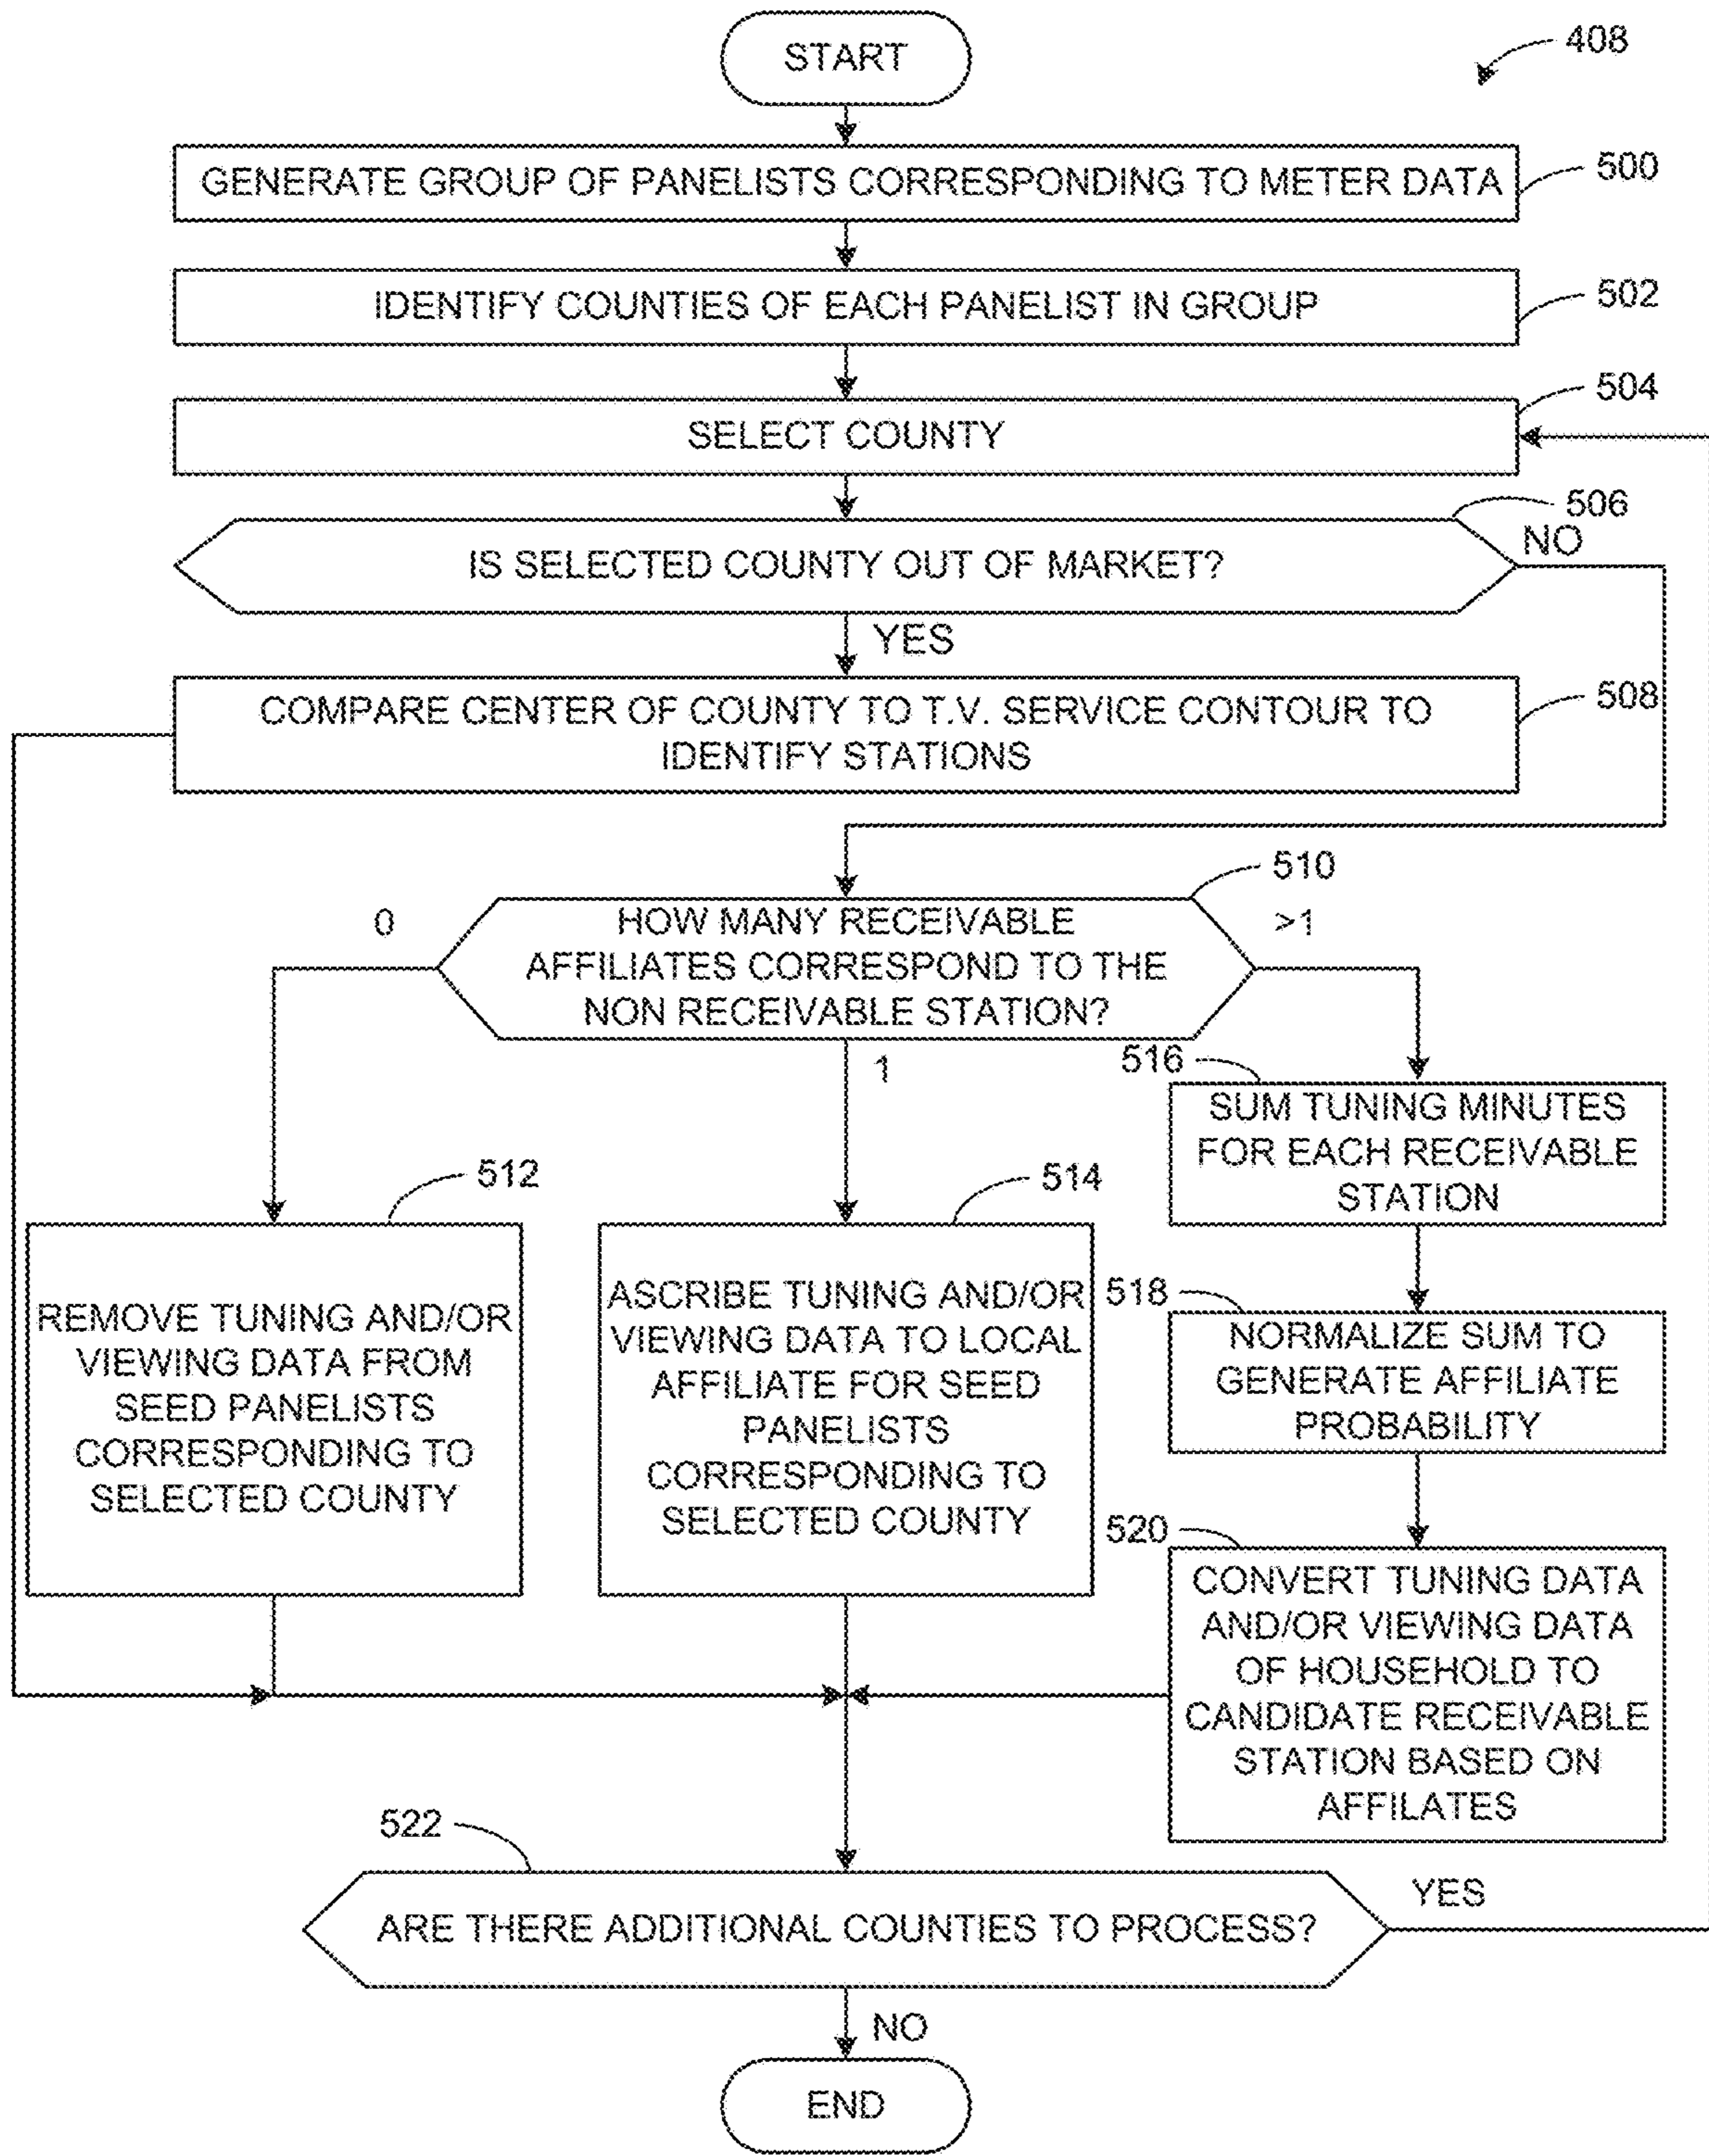 START
408
GENERATE GROUP OF PANELISTS CORRESPONDING TO METER DATA
500
IDENTIFY COUNTIES OF EACH PANELIST IN GROUP
502
SELECT COUNTY
504
IS SELECTED COUNTY OUT OF MARKET?
506
NO
YES
COMPARE CENTER OF COUNTY TO T.V. SERVICE CONTOUR TO
IDENTIFY STATIONS
508
HOW MANY RECEIVABLE
AFFILIATES CORRESPOND TO THE
NON RECEIVABLE STATION?
510
0
1
>1
REMOVE TUNING AND/OR
VIEWING DATA FROM
SEED PANELISTS
CORRESPONDING TO
SELECTED COUNTY
512
ASCRIBE TUNING AND/OR
VIEWING DATA TO LOCAL
AFFILIATE FOR SEED
PANELISTS
CORRESPONDING TO
SELECTED COUNTY
514
516
SUM TUNING MINUTES
FOR EACH RECEIVABLE
STATION
518
NORMALIZE SUM TO
GENERATE AFFILIATE
PROBABILITY
520
CONVERT TUNING DATA
AND/OR VIEWING DATA
OF HOUSEHOLD TO
CANDIDATE RECEIVABLE
STATION BASED ON
AFFILATES
522
ARE THERE ADDITIONAL COUNTIES TO PROCESS?
YES
NO
END